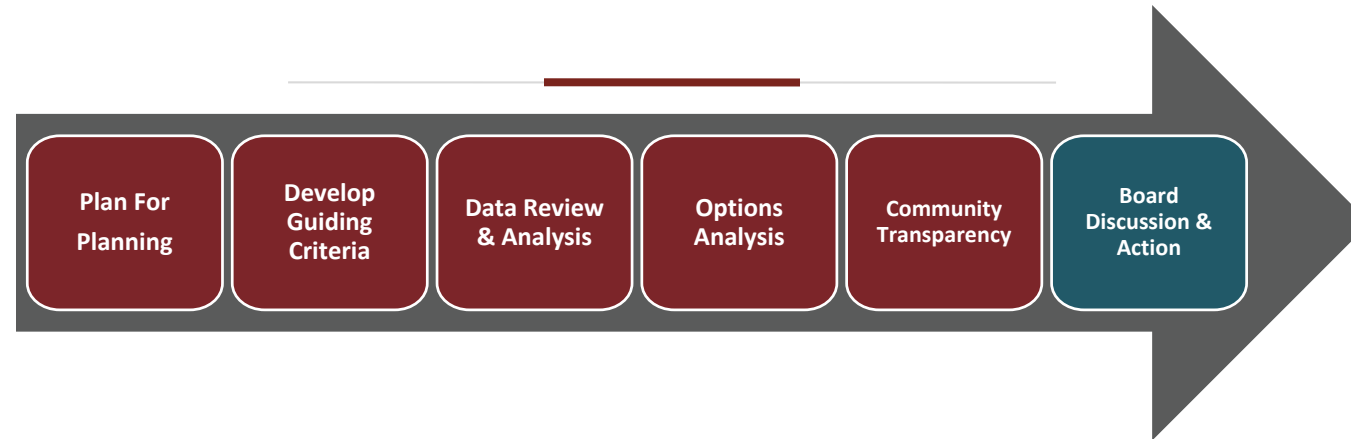 Plan For
Planning
Develop
Guiding
Criteria
Data Review
& Analysis
Options
Analysis
Community
Transparency
Board
Discussion &
Action